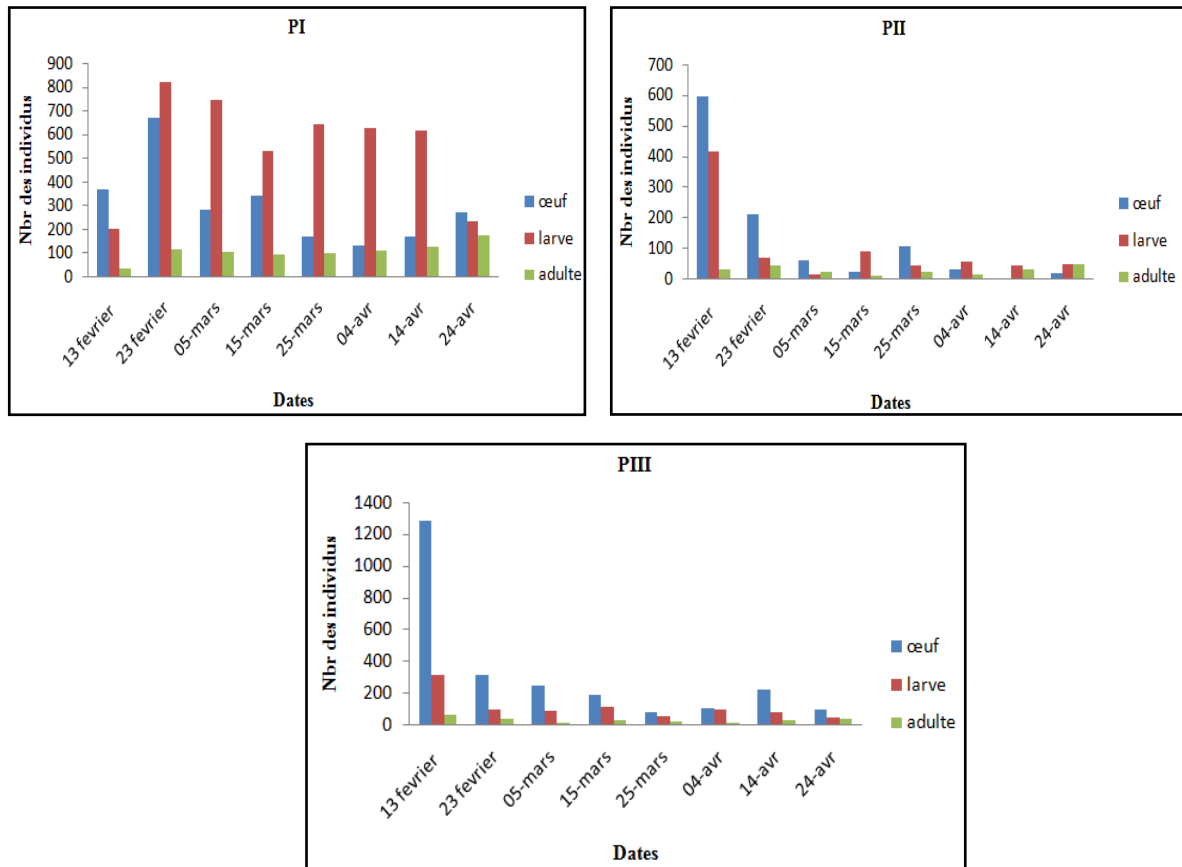 PI
Nbr des individus
900
800
700
600
500
400
300
200
100
0
13 fevrier
23 fevrier
05-mars
15-mars
25-mars
04-avr
14-avr
24-avr
Dates
œuf
larve
adulte
PII
Nbr des individus
700
600
500
400
300
200
100
0
13 fevrier
23 fevrier
05-mars
15-mars
25-mars
04-avr
14-avr
24-avr
Dates
œuf
larve
adulte
PIII
Nbr des individus
1400
1200
1000
800
600
400
200
0
13 fevrier
23 fevrier
05-mars
15-mars
25-mars
04-avr
14-avr
24-avr
Dates
œuf
larve
adulte